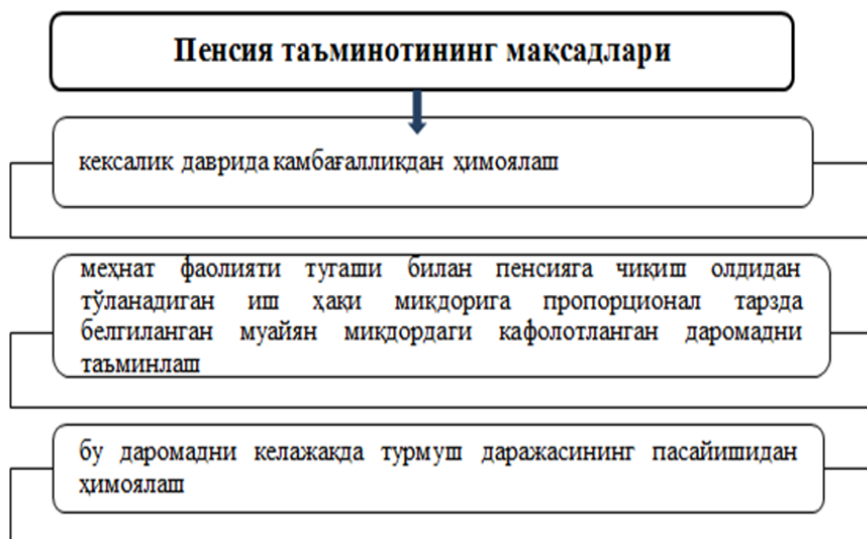 Пенсия таъминотининг мақсадлари
кексалик даврида камбағалликдан ҳимоялаш
меҳнат фаолияти тугаши билан пенсияга чиқиш олдидан
тўланадиган иш ҳақи миқдорига пропорционал тарзда
белгиланган муайян миқдордаги кафолотланган даромадни
таъминлаш
бу даромадни келажакда турмуш даражасининг пасайишидан
ҳимоялаш